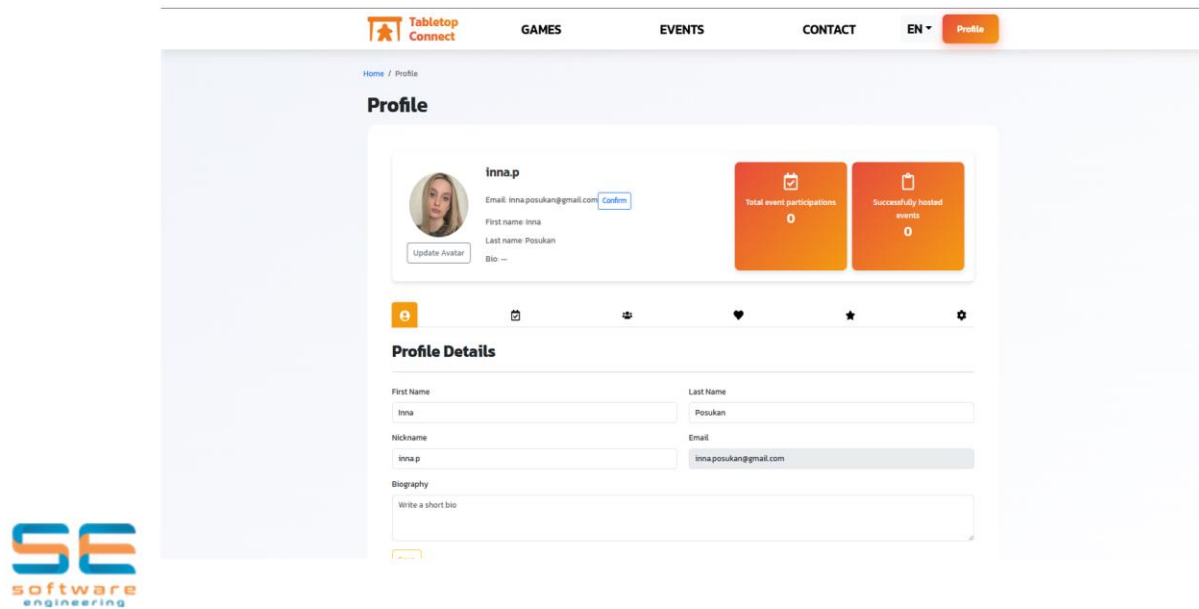 Tabletop
Connect
GAMES
EVENTS
CONTACT
EN
Profile
Home / Profile
Profile
inna.p
Email: inna.posukan@gmail.com Confirm
First name: Inna
Last name: Posukan
Bio: —
Update Avatar
Total event participations
0
Successfully hosted
events
0
Profile Details
First Name
Last Name
Inna
Posukan
Nickname
Email
inna.p
inna.posukan@gmail.com
Biography
Write a short bio
SE
software
engineering